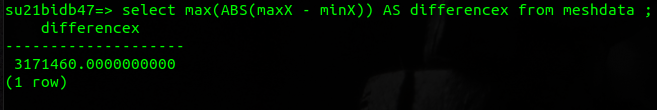 su21bidb47=> select max(ABS(maxX - minX)) AS differencex from meshdata ;
differencex
--------------------
3171460.0000000000
(1 row)